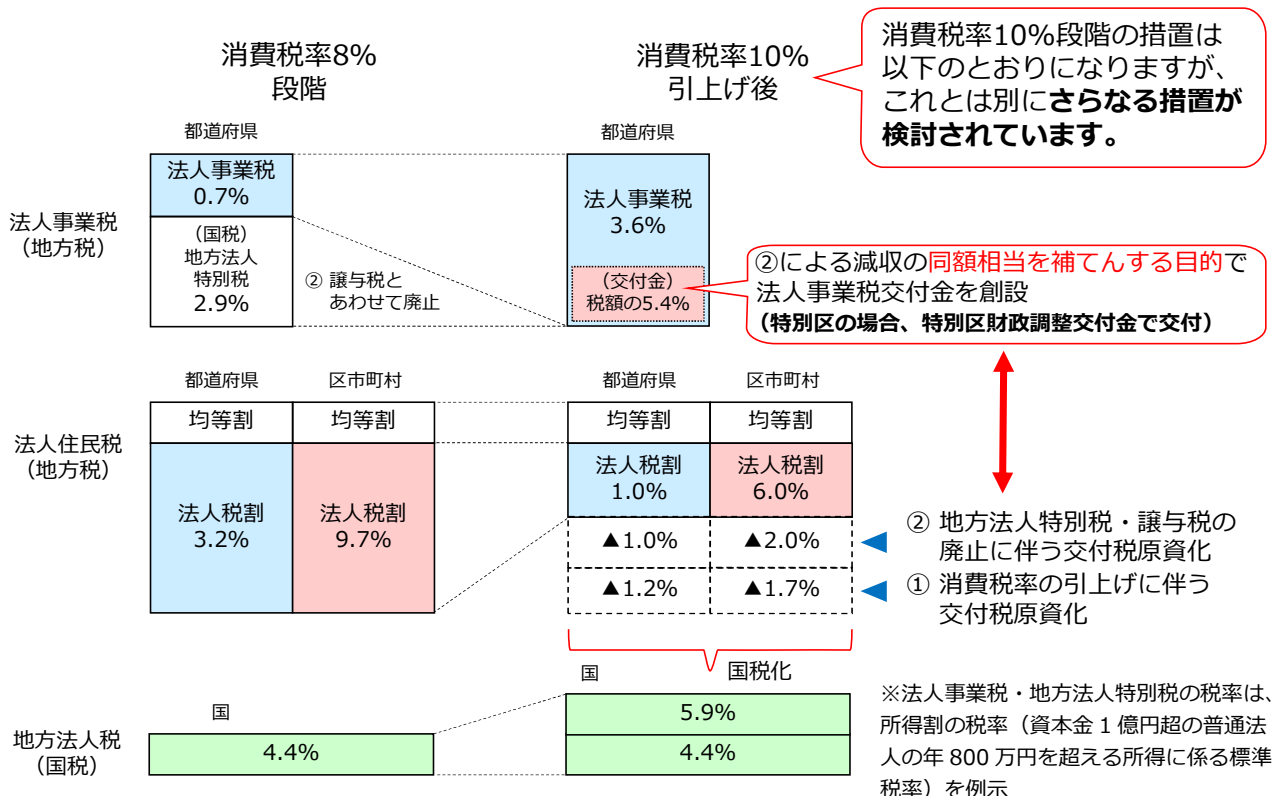 消費税率8%
段階
消費税率10%
引上げ後
消費税率10%段階の措置は
以下のとおりになりますが、
これとは別にさらなる措置が
検討されています。
都道府県
都道府県
法人事業税
（地方税）
法人事業税
0.7%
（国税）
地方法人
特別税
2.9%
② 譲与税と
あわせて廃止
法人事業税
3.6%
（交付金）
税額の5.4%
②による減収の同額相当を補てんする目的で
法人事業税交付金を創設
（特別区の場合、特別区財政調整交付金で交付）
都道府県
区市町村
都道府県
区市町村
法人住民税
（地方税）
均等割
均等割
均等割
均等割
法人税割
3.2%
法人税割
9.7%
法人税割
1.0%
法人税割
6.0%
▲1.0%
▲2.0%
② 地方法人特別税・譲与税の
廃止に伴う交付税原資化
▲1.2%
▲1.7%
① 消費税率の引上げに伴う
交付税原資化
国税化
国
国
地方法人税
（国税）
4.4%
5.9%
4.4%
※法人事業税・地方法人特別税の税率は、
所得割の税率（資本金１億円超の普通法
人の年 800 万円を超える所得に係る標準
税率）を例示